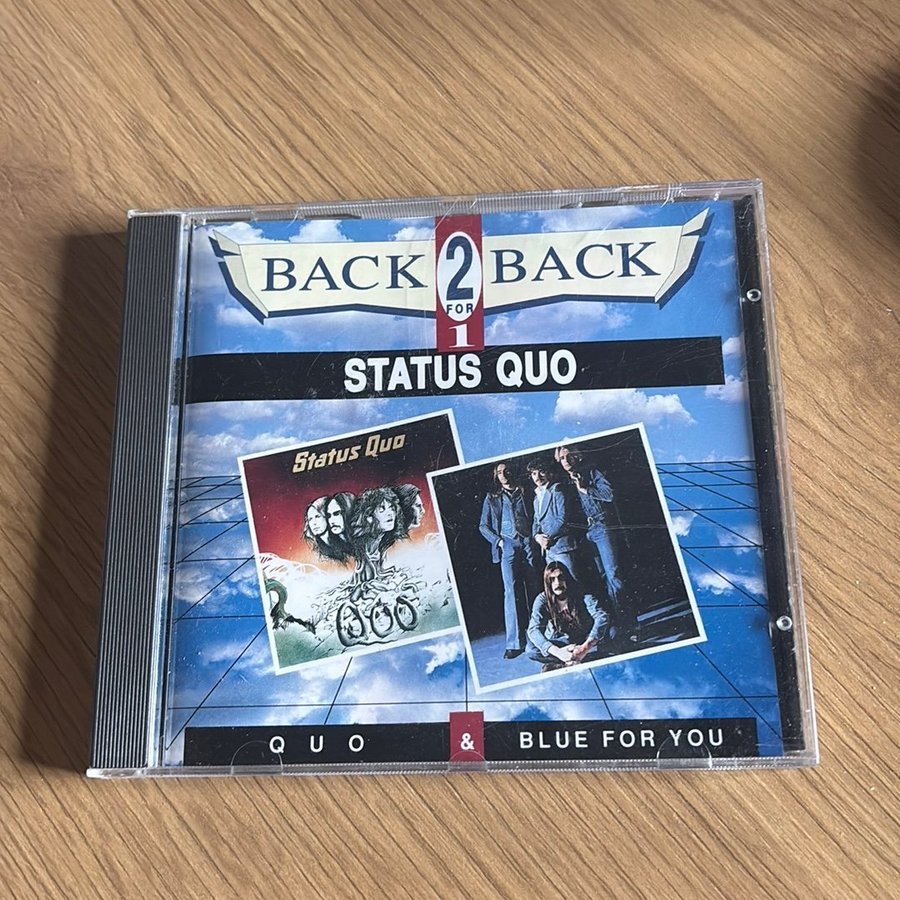 BACK 2 BACK
FOR
1
STATUS QUO
Status Quo
QUO
QUO & BLUE FOR YOU